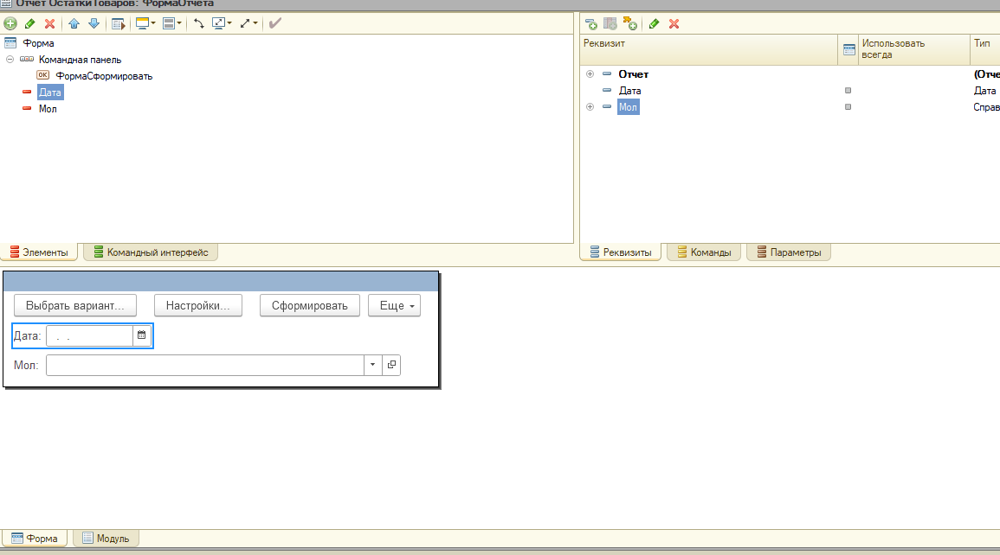 Отчет ОстаткиТоваров: ФормаОтчета
Форма
Командная панель
OK ФормаСформировать
Дата
Мол
Элементы
Командный интерфейс
Реквизит
Использовать
всегда
Тип
Отчет
(Отче
Дата
Дата
Мол
Справ
Реквизиты
Команды
Параметры
Выбрать вариант...
Настройки...
Сформировать
Еще
Дата:
. .
Мол:
Форма
Модуль